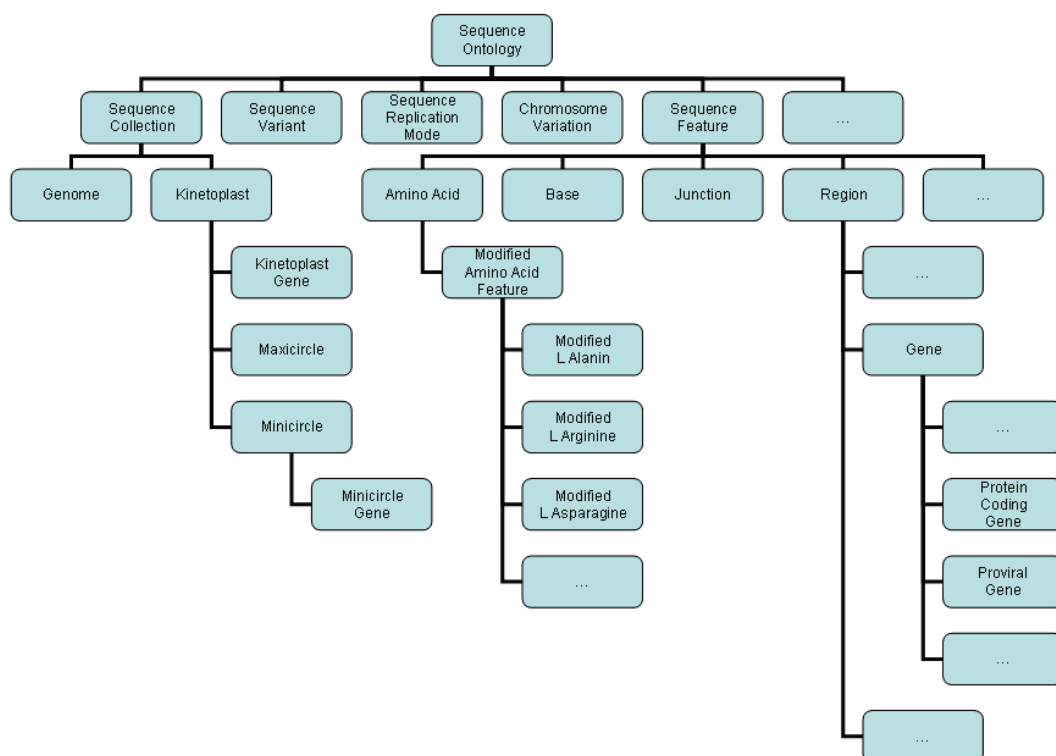 Sequence
Ontology
Sequence
Collection
Sequence
Variant
Sequence
Replication
Mode
Chromosome
Variation
Sequence
Feature
...
Genome
Kinetoplast
Amino Acid
Base
Junction
Region
...
Kinetoplast
Gene
Modified
Amino Acid
Feature
...
Maxicircle
Modified
L Alanin
Gene
Minicircle
Modified
L Arginine
...
Minicircle
Gene
Modified
L Asparagine
Protein
Coding
Gene
...
Proviral
Gene
...
...